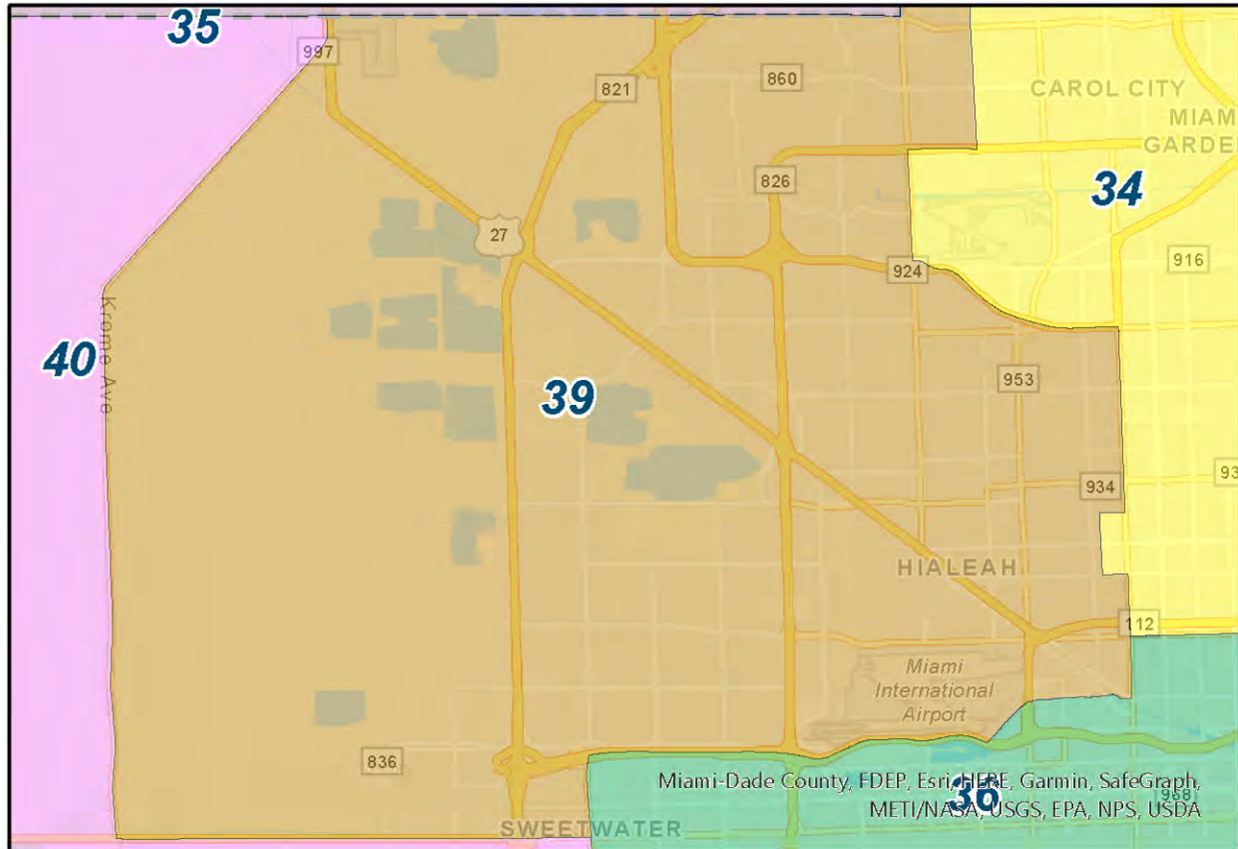 35
997
821
860
CAROL CITY
MIAM
GARDE
826
34
27
916
924
Krome Ave
40
39
953
934
93
HIALEAH
112
Miami
International
Airport
836
Miami-Dade County, FDEP, Esri, HERE, Garmin, SafeGraph,
36
968
METI/NASA, USGS, EPA, NPS, USDA
SWEETWATER